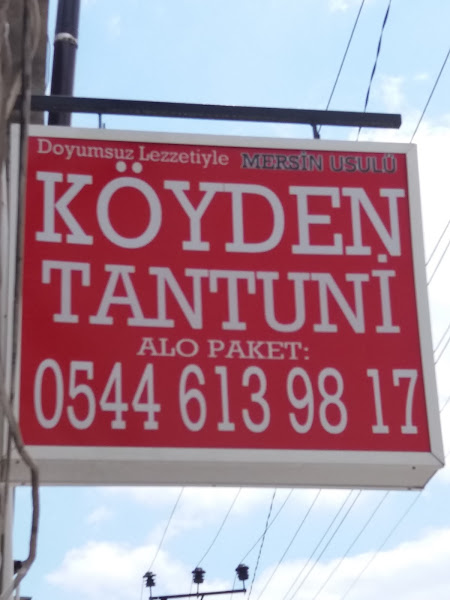 Doyumsuz Lezzetiyle MERSİN USULÜ
KÖYDEN
TANTUNİ
ALO PAKET:
0544 613 98 17